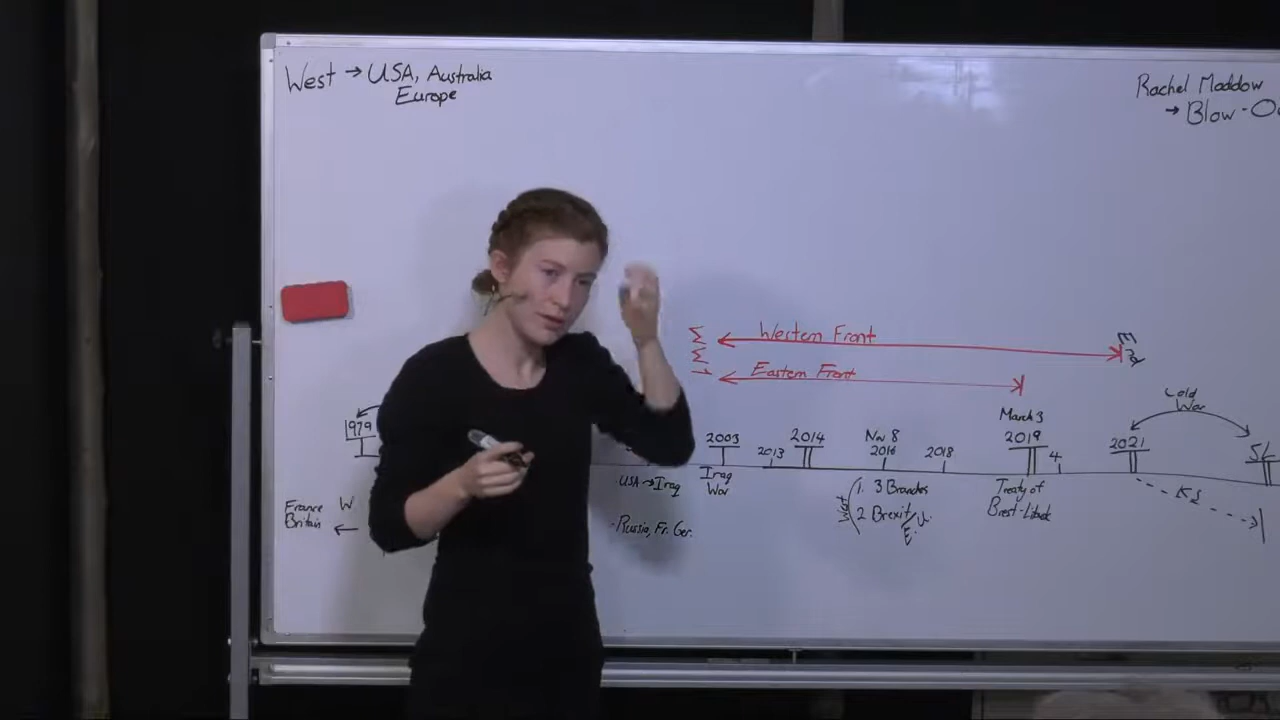 West → USA, Australia
Europe
Rachel Maddow
→ Blow-O
Western Front
End
Eastern Front
Cold
War
March 3
1979
2003
2013
2014
Nov 8
2016
2018
2019
4
2021
SL
USA → Iraq
Iraq
War
1. 3 Branches
2 Brexit/U.
E.
Treaty of
Brest-Litovsk
France
Britain
W
←
- Russia, Fr. Ger.